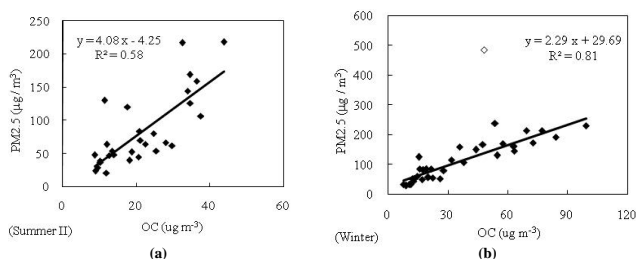 250
200
150
100
50
0
PM2.5 (µg / m³)
y = 4.08 x - 4.25
R² = 0.58
0 20 40 60
OC (ug m⁻³)
(Summer II)
(a)
600
500
400
300
200
100
0
PM2.5 (µg / m³)
y = 2.29 x + 29.69
R² = 0.81
0 30 60 90 120
OC (ug m⁻³)
(Winter)
(b)